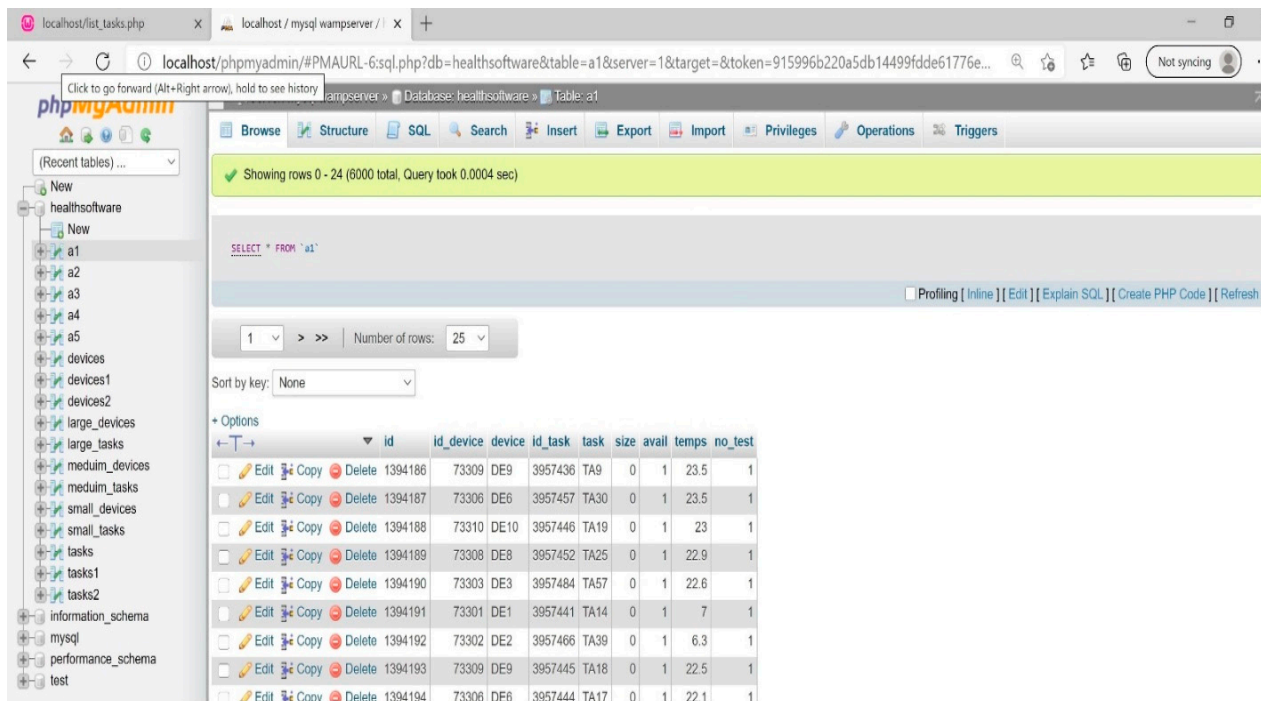 localhost/list_tasks.php
localhost / mysql wampserver /
localhost/phpmyadmin/#PMAURL-6:sql.php?db=healthsoftware&table=a1&server=1&target=&token=915996b220a5db14499fdde61776e...
Not syncing
Click to go forward (Alt+Right arrow), hold to see history
phpMyAdmin
wampserver » Database: healthsoftware » Table: a1
Browse Structure SQL Search Insert Export Import Privileges Operations Triggers
(Recent tables) ...
New
healthsoftware
New
a1
a2
a3
a4
a5
devices
devices1
devices2
large_devices
large_tasks
meduim_devices
meduim_tasks
small_devices
small_tasks
tasks
tasks1
tasks2
information_schema
mysql
performance_schema
test
Showing rows 0 - 24 (6000 total, Query took 0.0004 sec)
SELECT * FROM `a1`
Profiling [ Inline ] [ Edit ] [ Explain SQL ] [ Create PHP Code ] [ Refresh
1 > >> Number of rows: 25
Sort by key: None
+ Options
←T→ id id_device device id_task task size avail temps no_test
Edit Copy Delete 1394186 73309 DE9 3957436 TA9 0 1 23.5 1
Edit Copy Delete 1394187 73306 DE6 3957457 TA30 0 1 23.5 1
Edit Copy Delete 1394188 73310 DE10 3957446 TA19 0 1 23 1
Edit Copy Delete 1394189 73308 DE8 3957452 TA25 0 1 22.9 1
Edit Copy Delete 1394190 73303 DE3 3957484 TA57 0 1 22.6 1
Edit Copy Delete 1394191 73301 DE1 3957441 TA14 0 1 7 1
Edit Copy Delete 1394192 73302 DE2 3957466 TA39 0 1 6.3 1
Edit Copy Delete 1394193 73309 DE9 3957445 TA18 0 1 22.5 1
Edit Copy Delete 1394194 73306 DE6 3957444 TA17 0 1 22.1 1